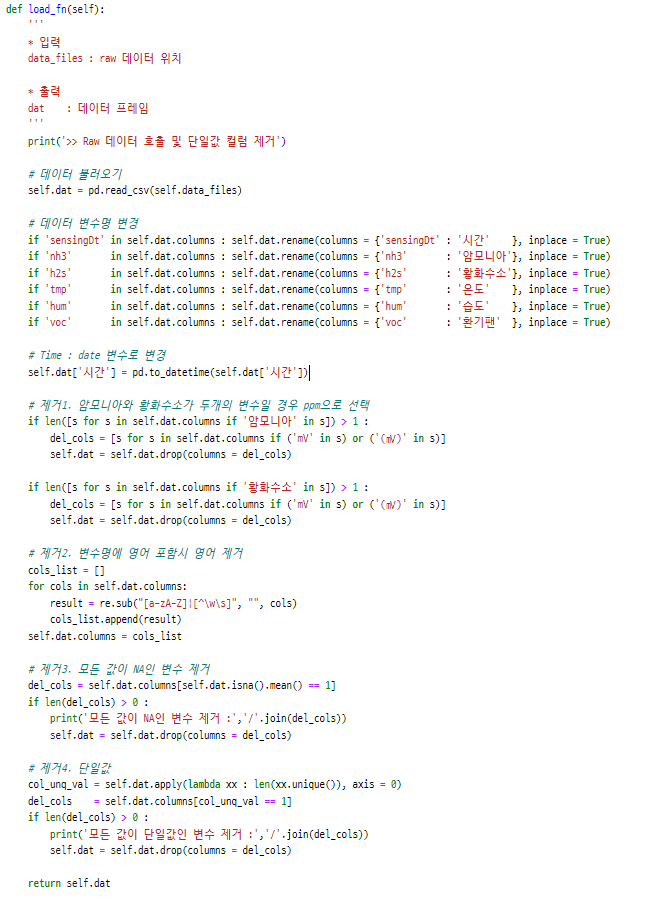 def load_fn(self):
    '''
    * 입력
    data_files : raw 데이터 위치

    * 출력
    dat    : 데이터 프레임
    '''
    print('>> Raw 데이터 호출 및 단일값 컬럼 제거')

    # 데이터 불러오기
    self.dat = pd.read_csv(self.data_files)

    # 데이터 변수명 변경
    if 'sensingDt' in self.dat.columns : self.dat.rename(columns = {'sensingDt' : '시간'    }, inplace = True)
    if 'nh3'       in self.dat.columns : self.dat.rename(columns = {'nh3'       : '암모니아'}, inplace = True)
    if 'h2s'       in self.dat.columns : self.dat.rename(columns = {'h2s'       : '황화수소'}, inplace = True)
    if 'tmp'       in self.dat.columns : self.dat.rename(columns = {'tmp'       : '온도'    }, inplace = True)
    if 'hum'       in self.dat.columns : self.dat.rename(columns = {'hum'       : '습도'    }, inplace = True)
    if 'voc'       in self.dat.columns : self.dat.rename(columns = {'voc'       : '환기팬'  }, inplace = True)

    # Time : date 변수로 변경
    self.dat['시간'] = pd.to_datetime(self.dat['시간'])

    # 제거1. 암모니아와 황화수소가 두개의 변수일 경우 ppm으로 선택
    if len([s for s in self.dat.columns if '암모니아' in s]) > 1 :
        del_cols = [s for s in self.dat.columns if ('mV' in s) or ('(㎷)' in s)]
        self.dat = self.dat.drop(columns = del_cols)

    if len([s for s in self.dat.columns if '황화수소' in s]) > 1 :
        del_cols = [s for s in self.dat.columns if ('mV' in s) or ('(㎷)' in s)]
        self.dat = self.dat.drop(columns = del_cols)

    # 제거2. 변수명에 영어 포함시 영어 제거
    cols_list = []
    for cols in self.dat.columns:
        result = re.sub("[a-zA-Z]|[^\w\s]", "", cols)
        cols_list.append(result)
    self.dat.columns = cols_list

    # 제거3. 모든 값이 NA인 변수 제거
    del_cols = self.dat.columns[self.dat.isna().mean() == 1]
    if len(del_cols) > 0 :
        print('모든 값이 NA인 변수 제거 :','/'.join(del_cols))
        self.dat = self.dat.drop(columns = del_cols)

    # 제거4. 단일값
    col_unq_val = self.dat.apply(lambda xx : len(xx.unique()), axis = 0)
    del_cols    = self.dat.columns[col_unq_val == 1]
    if len(del_cols) > 0 :
        print('모든 값이 단일값인 변수 제거 :','/'.join(del_cols))
        self.dat = self.dat.drop(columns = del_cols)

    return self.dat